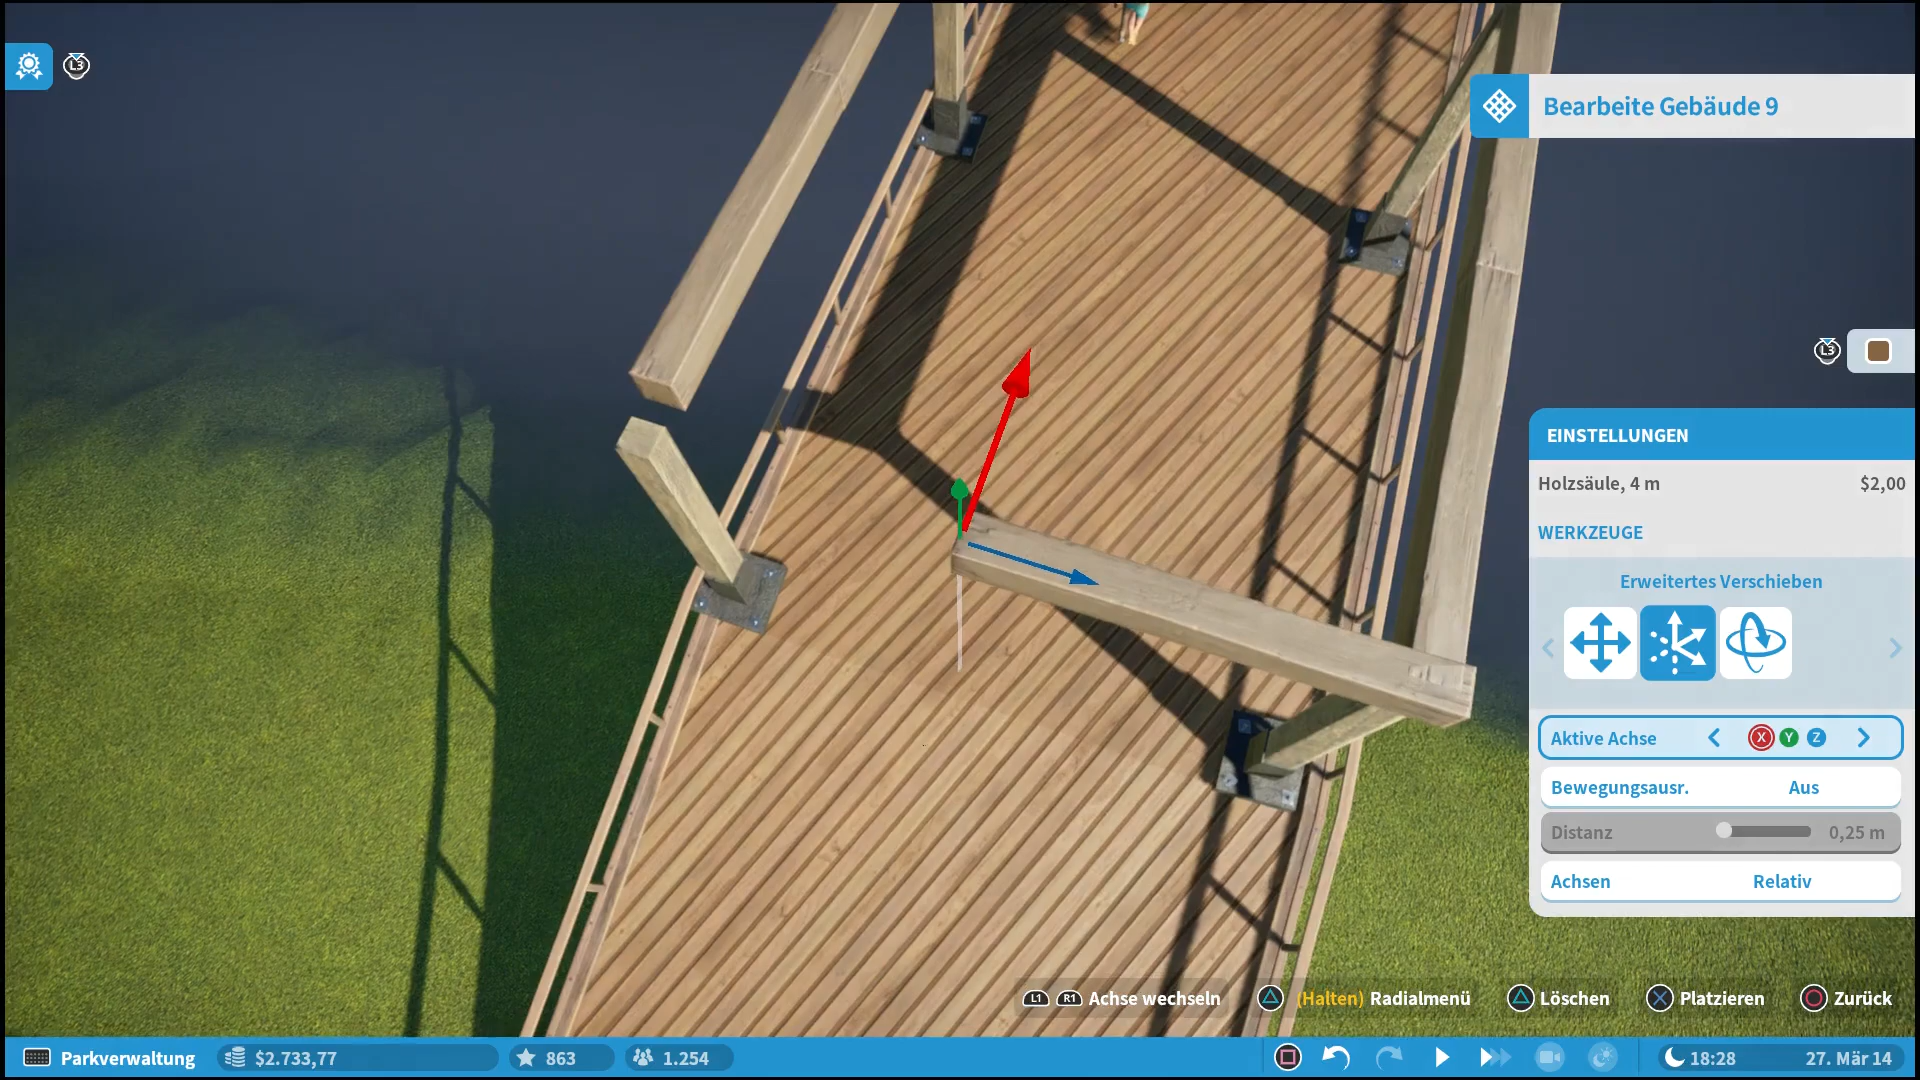 L3
Bearbeite Gebäude 9
L3
EINSTELLUNGEN
Holzsäule, 4 m $2,00
WERKZEUGE
Erweitertes Verschieben
Aktive Achse X Y Z
Bewegungsausr. Aus
Distanz 0,25 m
Achsen Relativ
L1 R1 Achse wechseln (Halten) Radialmenü Löschen Platzieren Zurück
Parkverwaltung $2.733,77 863 1.254 18:28 27. Mär 14